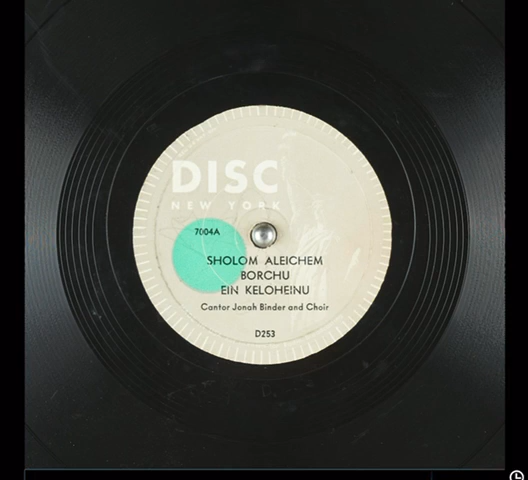 DISC
NEW YORK
7004A
SHOLOM ALEICHEM
BORCHU
EIN KELOHEINU
Cantor Jonah Binder and Choir
D253